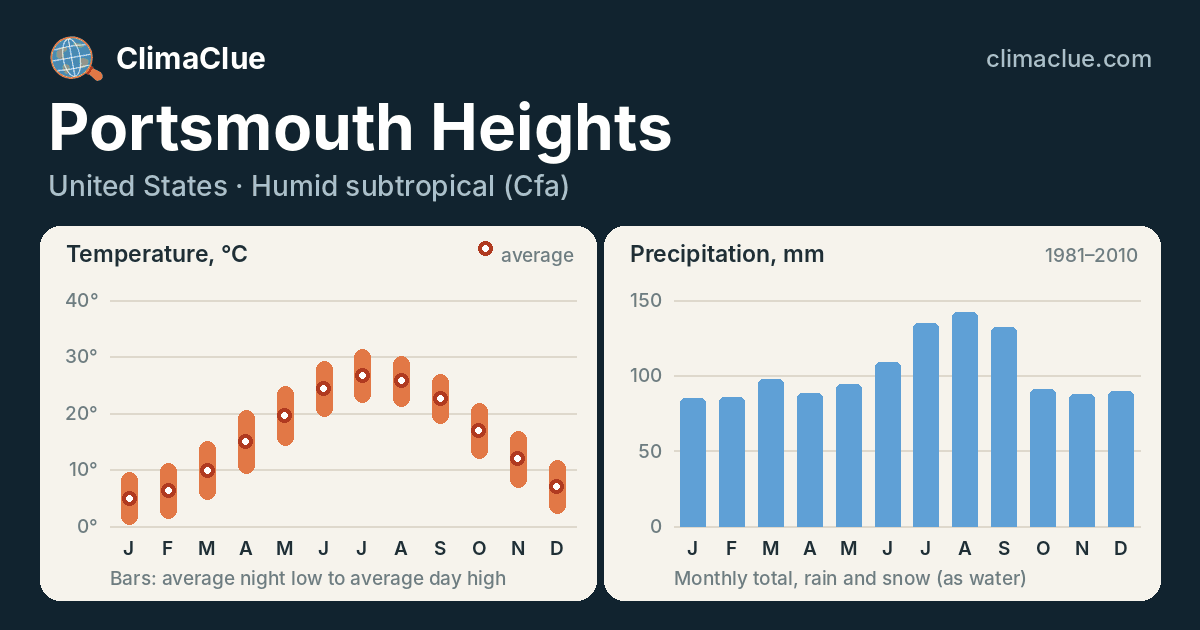 ClimaClue
climaclue.com
Portsmouth Heights
United States · Humid subtropical (Cfa)
Temperature, °C
average
40°
30°
20°
10°
0°
J F M A M J J A S O N D
Bars: average night low to average day high
Precipitation, mm
1981–2010
150
100
50
0
J F M A M J J A S O N D
Monthly total, rain and snow (as water)